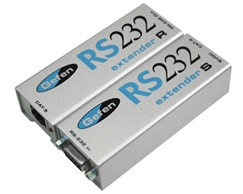 Gefen
RS232
extender R
CAT-5
Gefen
RS232
extender S
RS-232 In